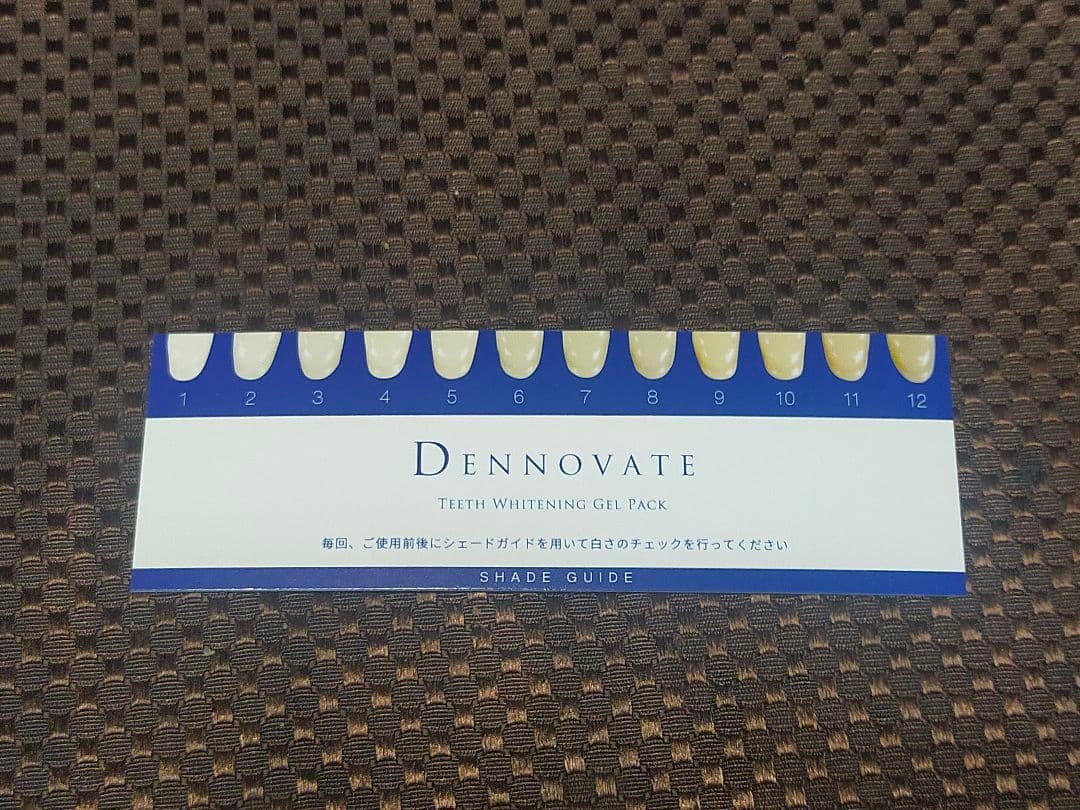 1 2 3 4 5 6 7 8 9 10 11 12
DENNOVATE
TEETH WHITENING GEL PACK
毎回、ご使用前後にシェードガイドを用いて白さのチェックを行ってください
SHADE GUIDE